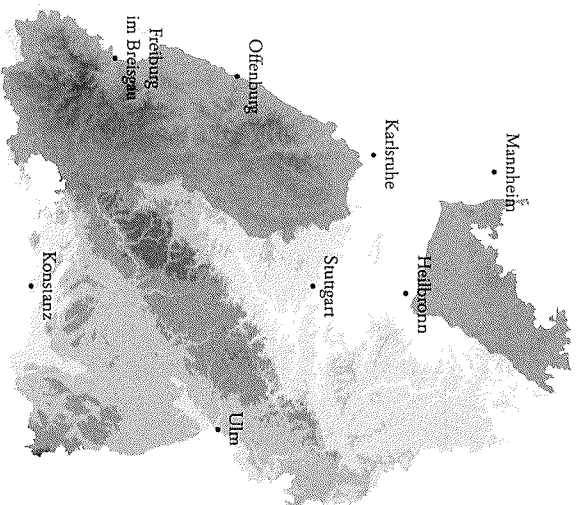 Mannheim
Heilbronn
Karlsruhe
Stuttgart
Offenburg
Ulm
Freiburg
im Breisgau
Konstanz